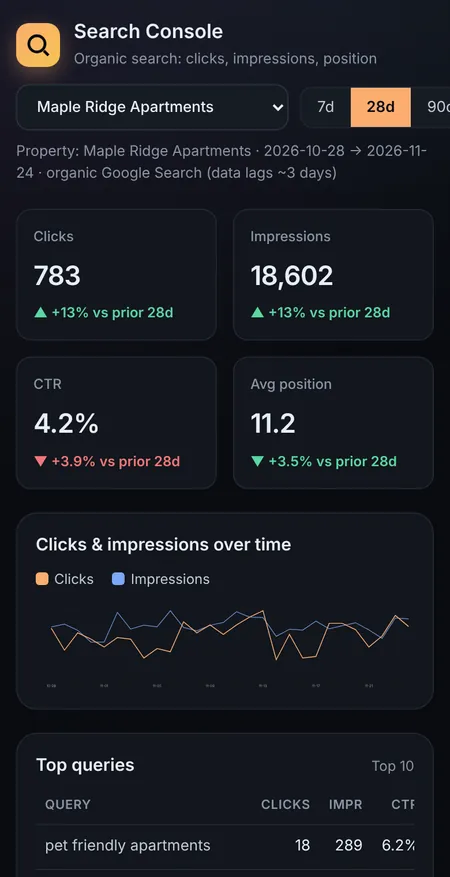 Search Console
Organic search: clicks, impressions, position
Maple Ridge Apartments
7d 28d 90d
Property: Maple Ridge Apartments · 2026-10-28 → 2026-11-
24 · organic Google Search (data lags ~3 days)
Clicks Impressions
783 18,602
▲ +13% vs prior 28d ▲ +13% vs prior 28d
CTR Avg position
4.2% 11.2
▼ +3.9% vs prior 28d ▼ +3.5% vs prior 28d
Clicks & impressions over time
Clicks Impressions
Top queries Top 10
QUERY CLICKS IMPR CTR
pet friendly apartments 18 289 6.2%